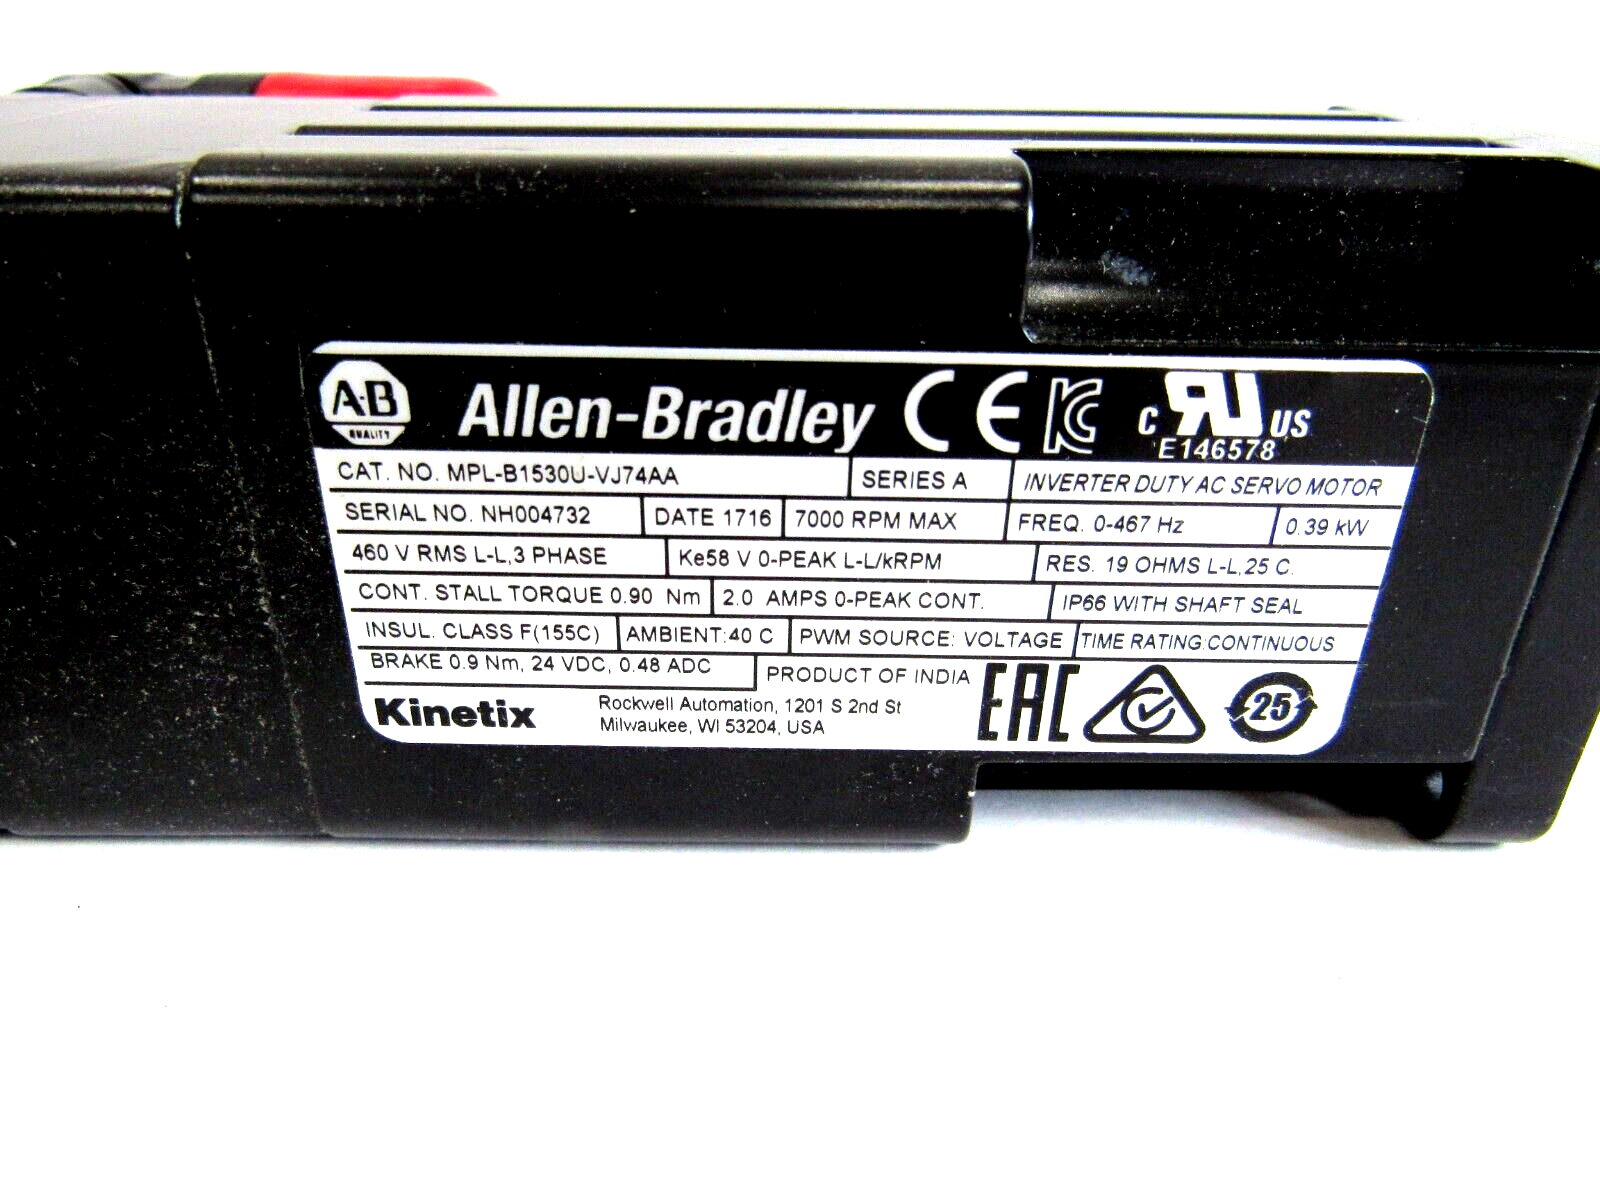 A-B QUALITY Allen-Bradley CE KC c RU US
E146578
CAT. NO. MPL-B1530U-VJ74AA SERIES A INVERTER DUTY AC SERVO MOTOR
SERIAL NO. NH004732 DATE 1716 7000 RPM MAX FREQ. 0-467 Hz 0.39 kW
460 V RMS L-L,3 PHASE Ke58 V 0-PEAK L-L/kRPM RES. 19 OHMS L-L,25 C.
CONT. STALL TORQUE 0.90 Nm 2.0 AMPS 0-PEAK CONT. IP66 WITH SHAFT SEAL
INSUL. CLASS F(155C) AMBIENT:40 C PWM SOURCE: VOLTAGE TIME RATING:CONTINUOUS
BRAKE 0.9 Nm, 24 VDC, 0.48 ADC PRODUCT OF INDIA EAC 25
Kinetix Rockwell Automation, 1201 S 2nd St
Milwaukee, WI 53204, USA